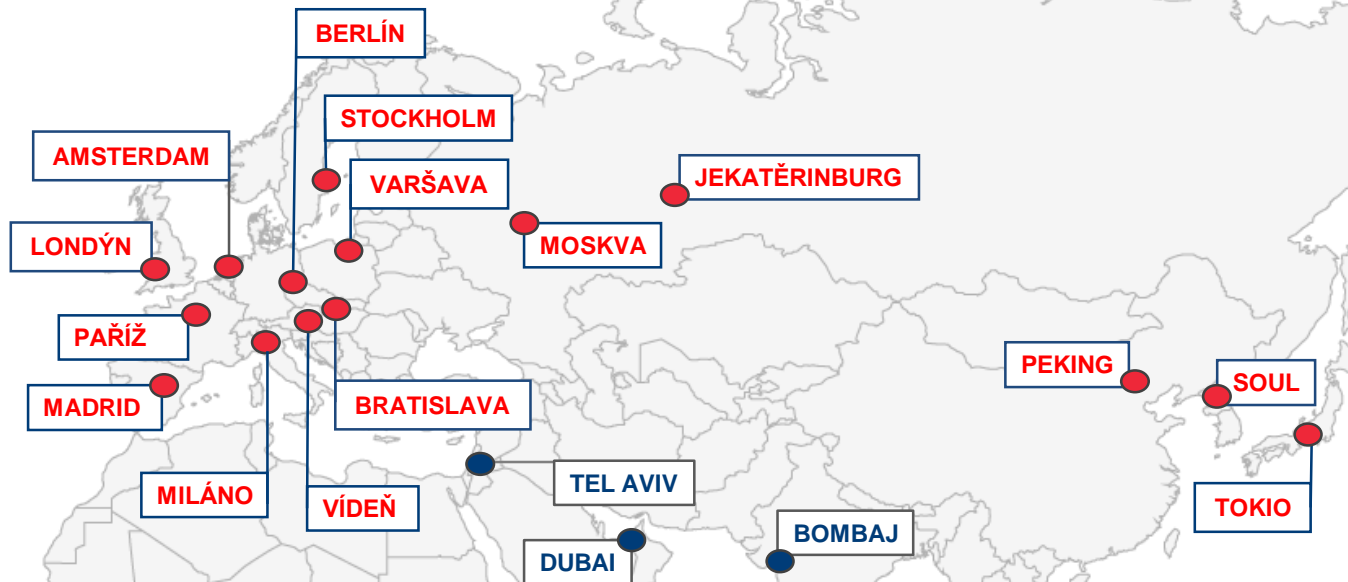 BERLÍN
STOCKHOLM
AMSTERDAM
VARŠAVA
JEKATĚRINBURG
LONDÝN
MOSKVA
PAŘÍŽ
PEKING
SOUL
MADRID
BRATISLAVA
MILÁNO
VÍDEŇ
TEL AVIV
TOKIO
BOMBAJ
DUBAI